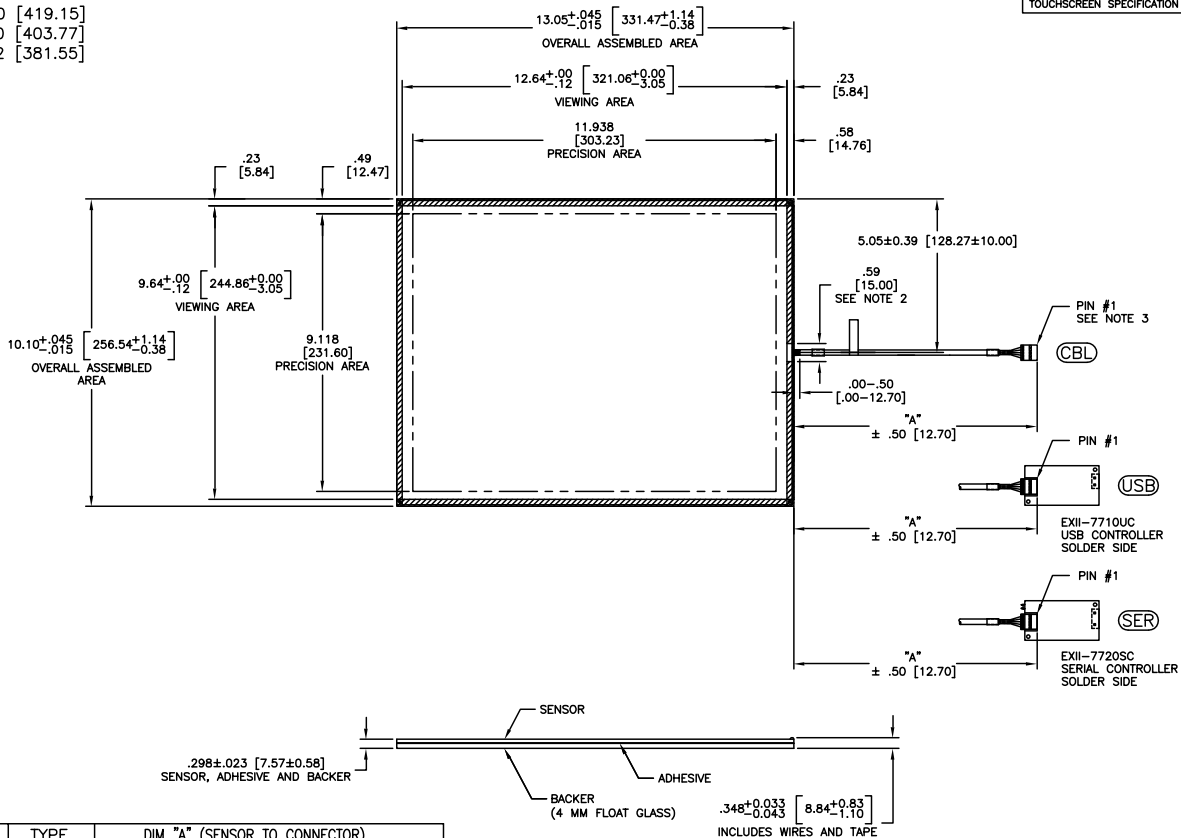 0 [419.15]
0 [403.77]
2 [381.55]
TOUCHSCREEN SPECIFICATION
13.05+.045 -.015 [331.47+1.14 -0.38]
OVERALL ASSEMBLED AREA
12.64+.00 -.12 [321.06+0.00 -3.05]
VIEWING AREA
.23
[5.84]
11.938
[303.23]
PRECISION AREA
.58
[14.76]
.23
[5.84]
.49
[12.47]
5.05±0.39 [128.27±10.00]
9.64+.00 -.12 [244.86+0.00 -3.05]
VIEWING AREA
.59
[15.00]
SEE NOTE 2
PIN #1
SEE NOTE 3
CBL
10.10+.045 -.015 [256.54+1.14 -0.38]
OVERALL ASSEMBLED
AREA
9.118
[231.60]
PRECISION AREA
.00-.50
[.00-12.70]
"A"
± .50 [12.70]
PIN #1
USB
"A"
± .50 [12.70]
EXII-7710UC
USB CONTROLLER
SOLDER SIDE
PIN #1
SER
"A"
± .50 [12.70]
EXII-7720SC
SERIAL CONTROLLER
SOLDER SIDE
SENSOR
.298±.023 [7.57±0.58]
SENSOR, ADHESIVE AND BACKER
ADHESIVE
BACKER
(4 MM FLOAT GLASS)
.348+0.033 -0.043 [8.84+0.83 -1.10]
INCLUDES WIRES AND TAPE
TYPE DIM "A" (SENSOR TO CONNECTOR)